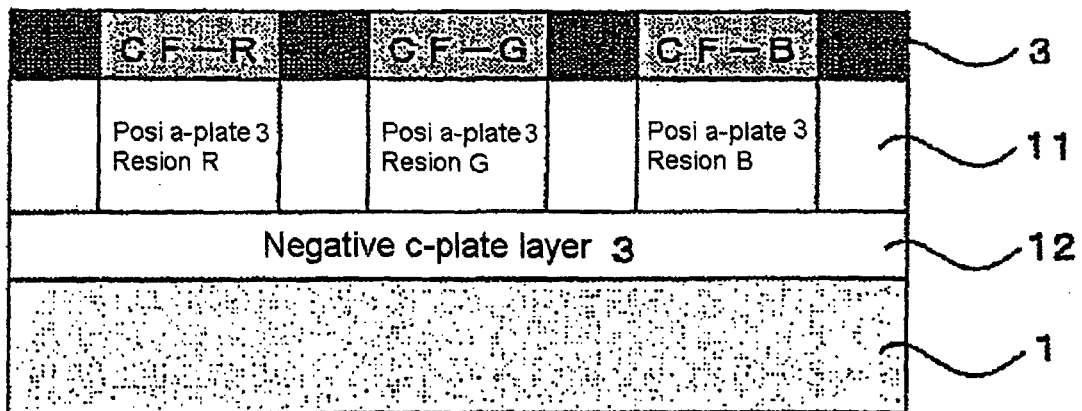 CF—R CF—G CF—B 3
Posi a-plate 3 Posi a-plate 3 Posi a-plate 3
Resion R Resion G Resion B 11
Negative c-plate layer 3 12
1